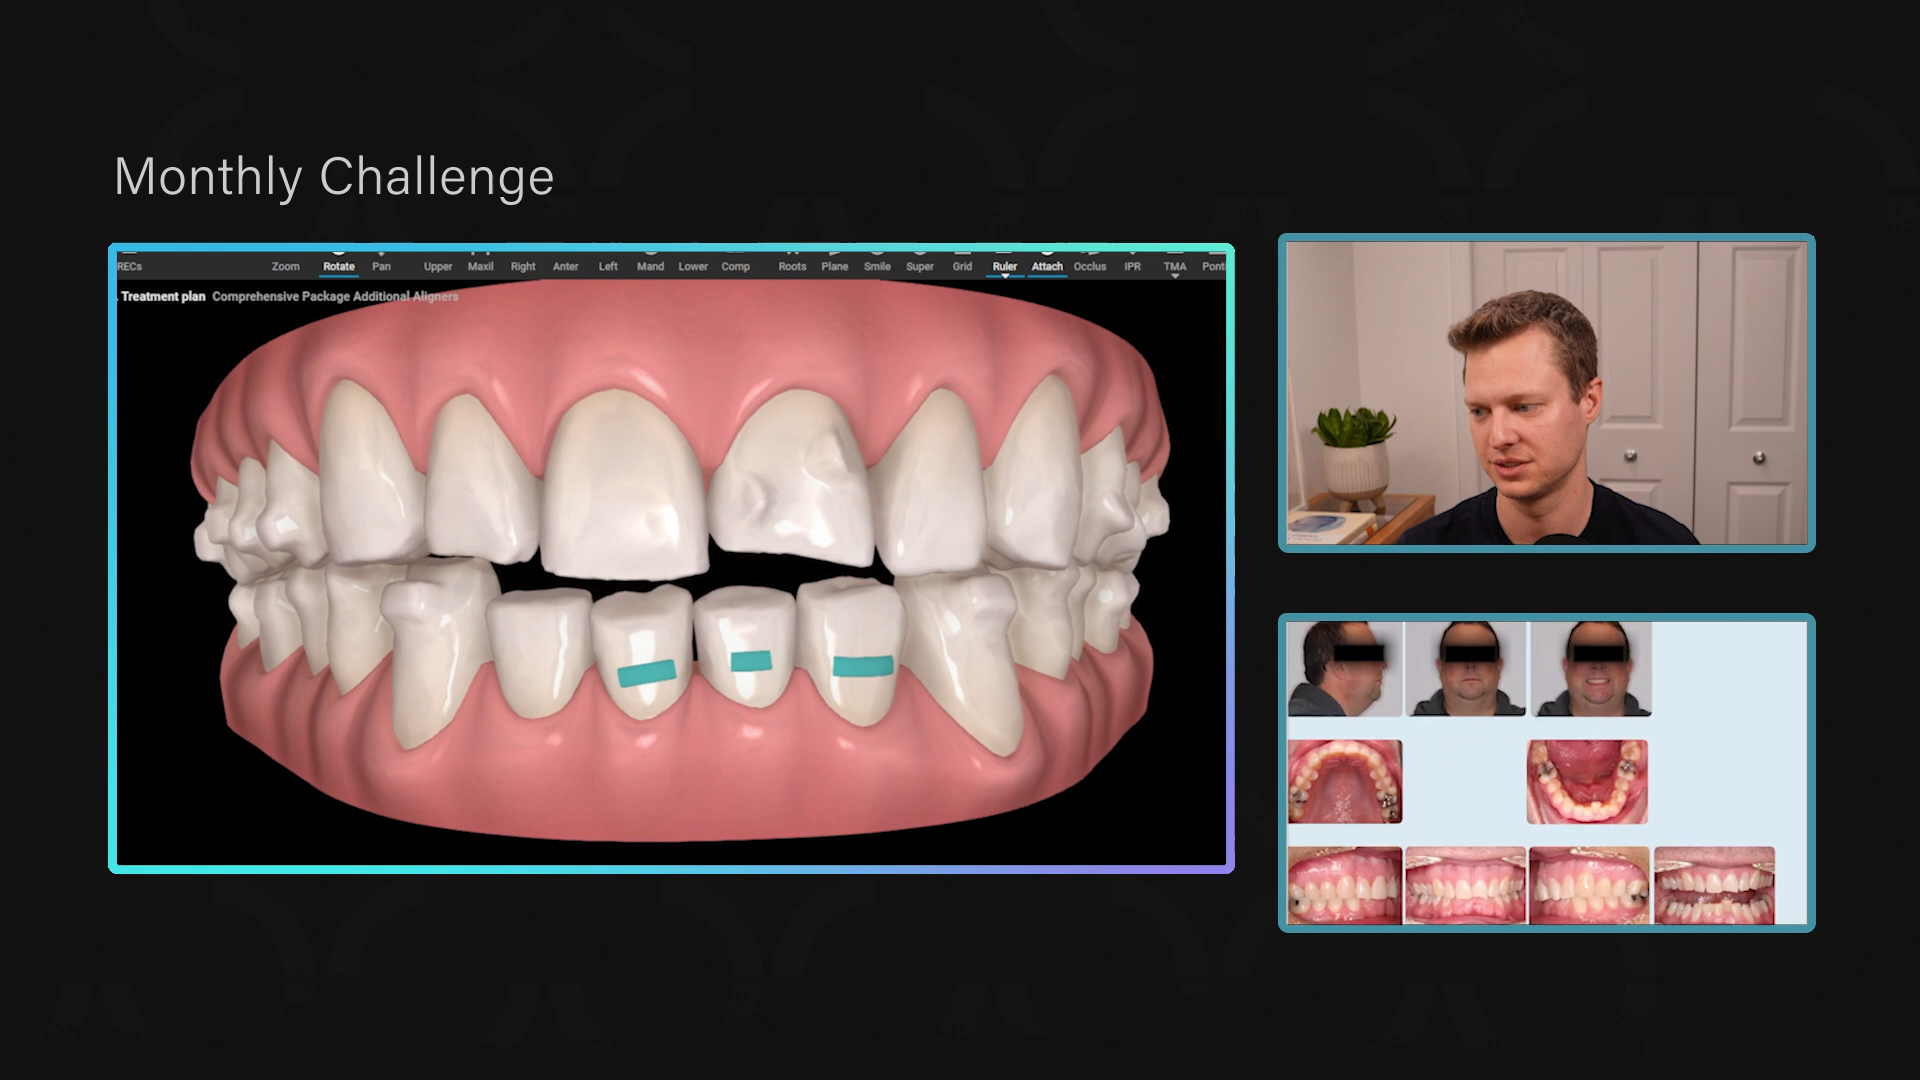 Monthly Challenge
RECs Zoom Rotate Pan Upper Maxil Right Anter Left Mand Lower Comp Roots Plane Smile Super Grid Ruler Attach Occlus IPR TMA Ponti
Treatment plan Comprehensive Package Additional Aligners